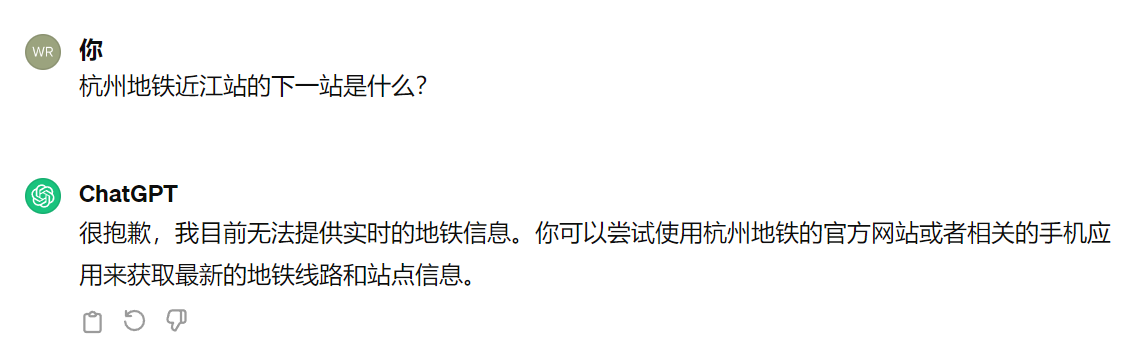 WR
你
杭州地铁近江站的下一站是什么?
ChatGPT
很抱歉，我目前无法提供实时的地铁信息。你可以尝试使用杭州地铁的官方网站或者相关的手机应
用来获取最新的地铁线路和站点信息。